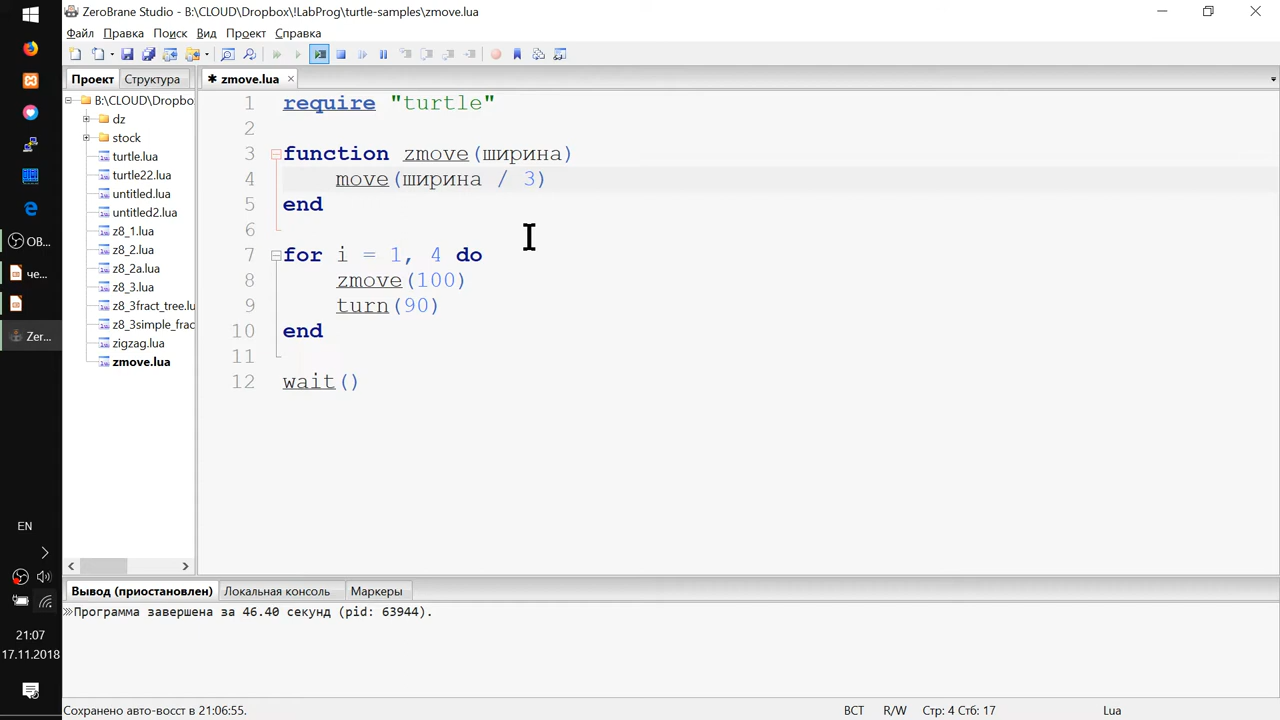 ZeroBrane Studio - B:\CLOUD\Dropbox\!LabProg\turtle-samples\zmove.lua
Файл Правка Поиск Вид Проект Справка
Проект Структура
✱ zmove.lua
B:\CLOUD\Dropbo
dz
stock
turtle.lua
turtle22.lua
untitled.lua
untitled2.lua
z8_1.lua
z8_2.lua
z8_2a.lua
z8_3.lua
z8_3fract_tree.lu
z8_3simple_frac
zigzag.lua
zmove.lua
1 require "turtle"
2
3 function zmove(ширина)
4 move(ширина / 3)
5 end
6
7 for i = 1, 4 do
8 zmove(100)
9 turn(90)
10 end
11
12 wait()
OB...
че...
Zer...
EN
21:07
17.11.2018
Вывод (приостановлен) Локальная консоль Маркеры
Программа завершена за 46.40 секунд (pid: 63944).
Сохранено авто-восст в 21:06:55.
ВСТ R/W Стр: 4 Стб: 17 Lua